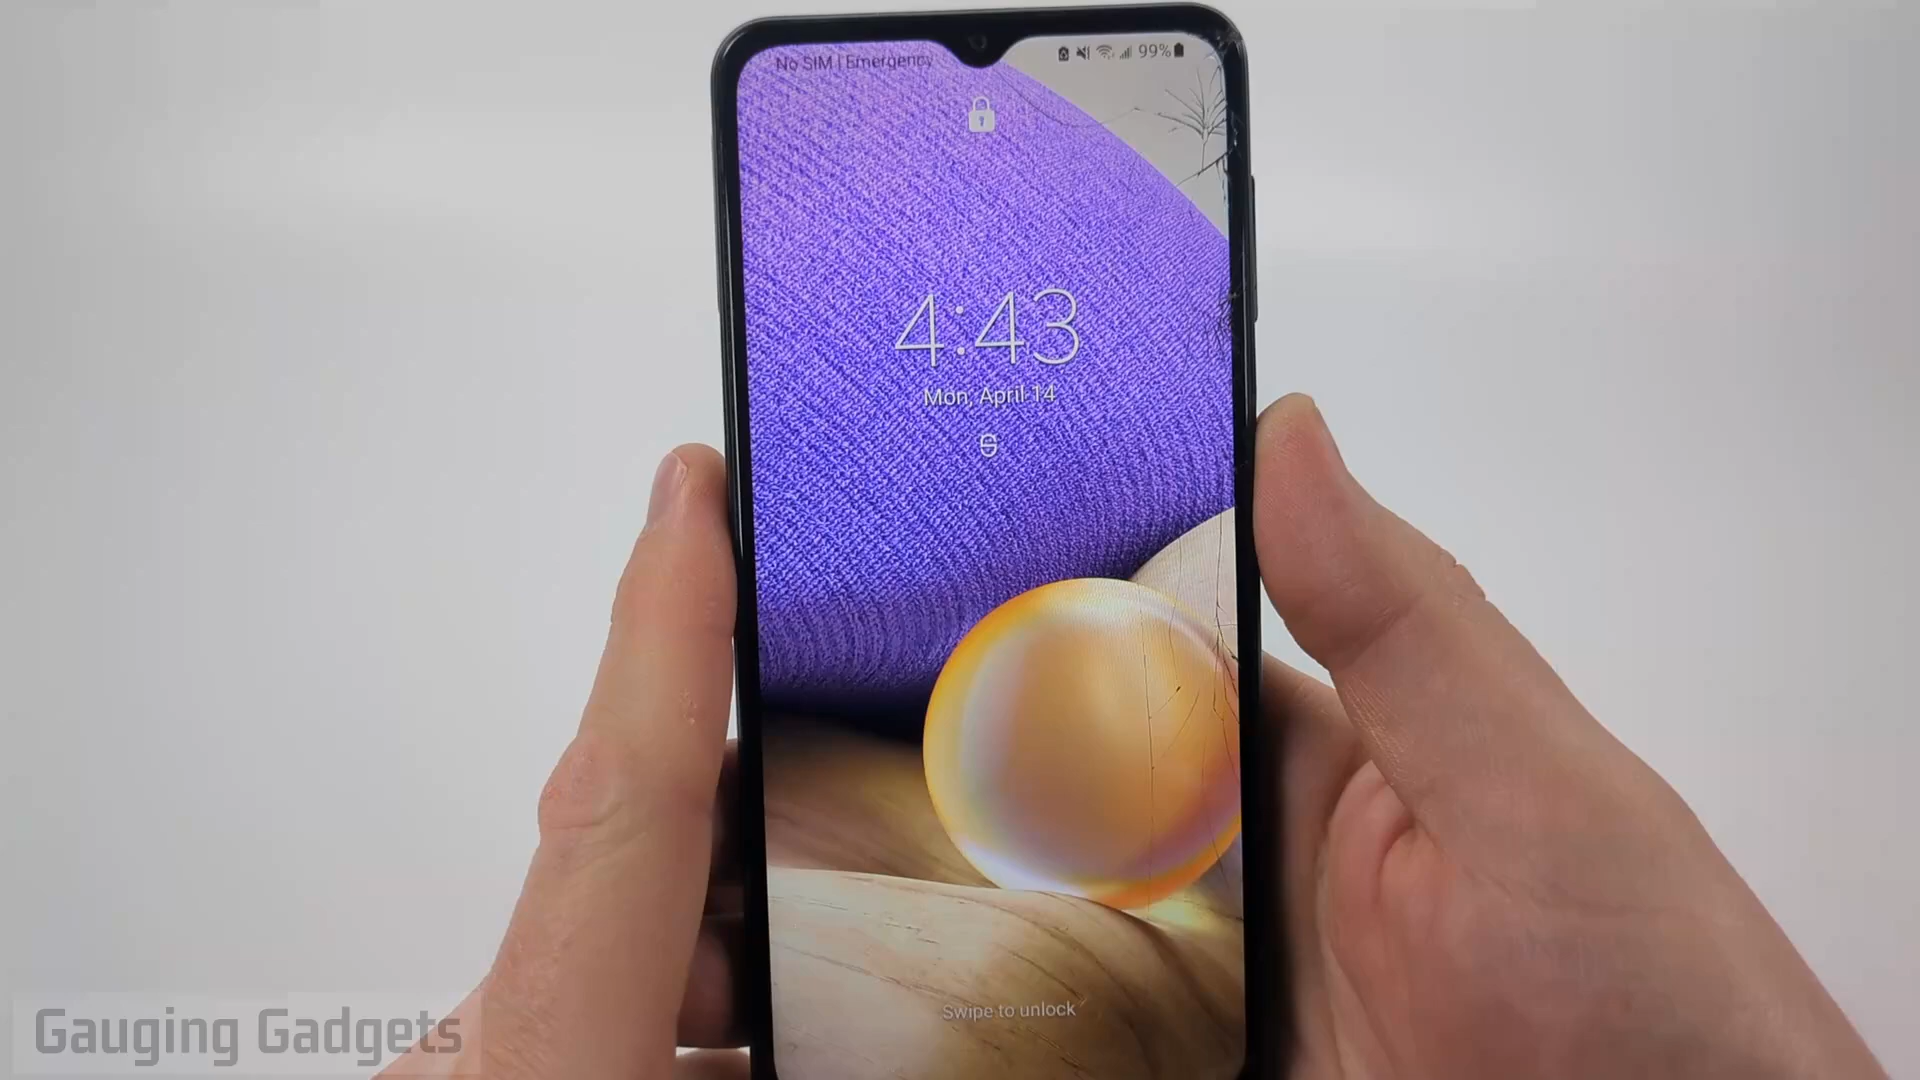 No SIM | Emergency
99%
4:43
Mon, April 14
Swipe to unlock
Gauging Gadgets